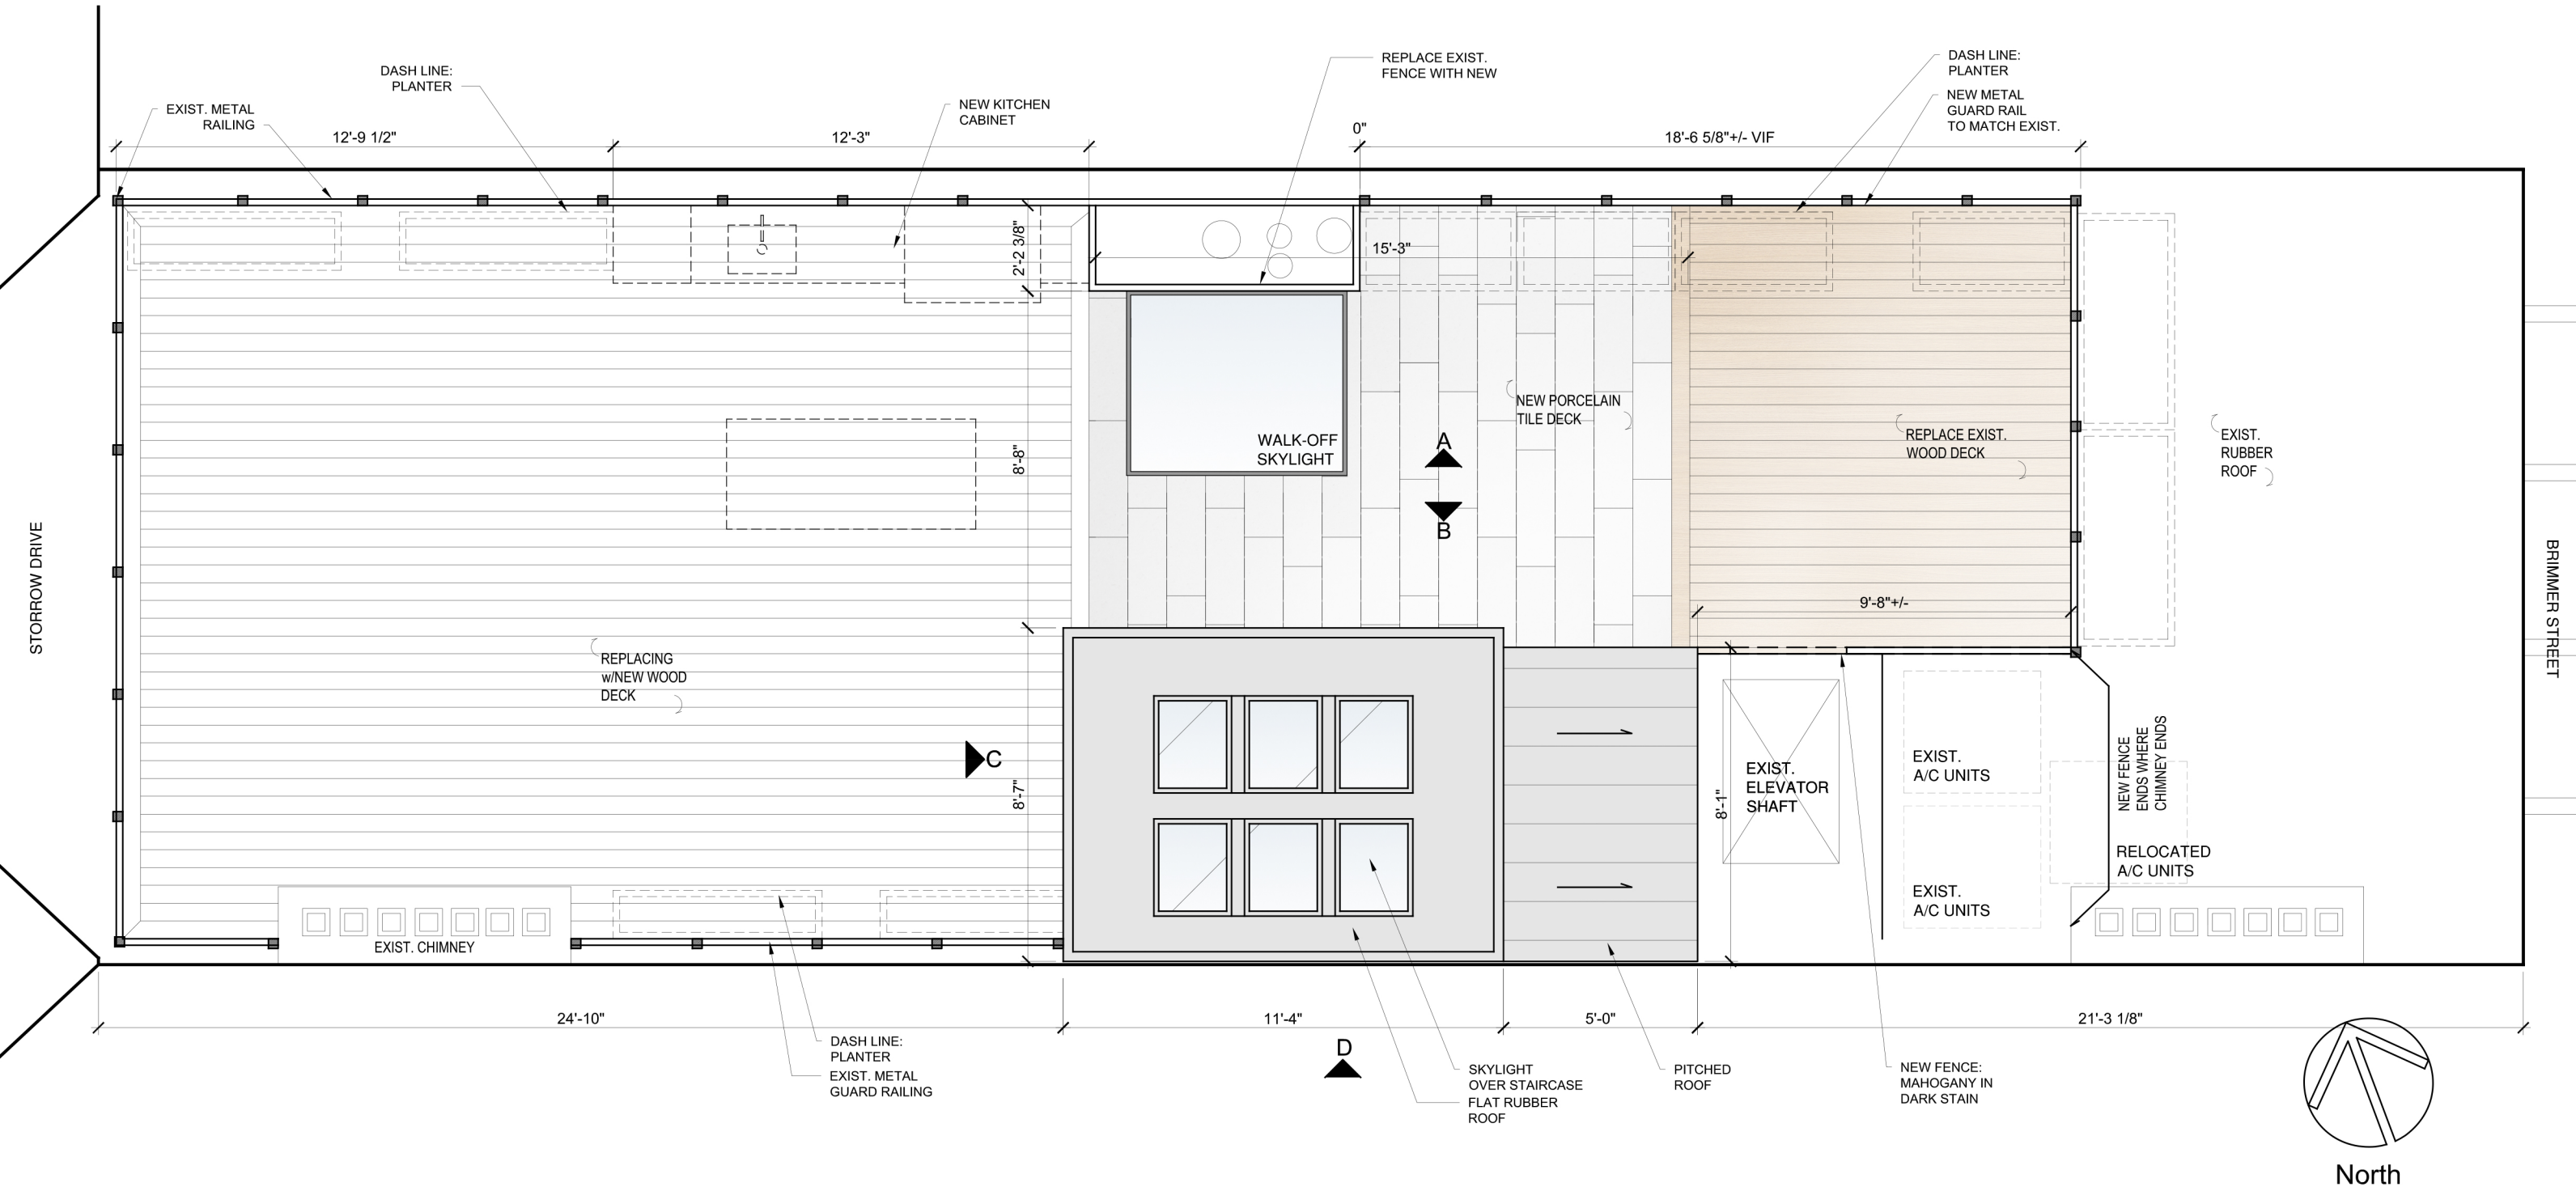 DASH LINE:
PLANTER
EXIST. METAL
RAILING
12'-9 1/2"
12'-3"
NEW KITCHEN
CABINET
REPLACE EXIST.
FENCE WITH NEW
0"
18'-6 5/8"+/- VIF
DASH LINE:
PLANTER
NEW METAL
GUARD RAIL
TO MATCH EXIST.
2'-2 3/8"
15'-3"
8'-8"
WALK-OFF
SKYLIGHT
NEW PORCELAIN
TILE DECK
A
B
REPLACE EXIST.
WOOD DECK
EXIST.
RUBBER
ROOF
STORROW DRIVE
BRIMMER STREET
9'-8"+/-
REPLACING
w/NEW WOOD
DECK
C
8'-7"
8'-1"
EXIST.
ELEVATOR
SHAFT
EXIST.
A/C UNITS
EXIST.
A/C UNITS
NEW FENCE
ENDS WHERE
CHIMNEY ENDS
RELOCATED
A/C UNITS
EXIST. CHIMNEY
24'-10"
11'-4"
5'-0"
21'-3 1/8"
DASH LINE:
PLANTER
EXIST. METAL
GUARD RAILING
D
SKYLIGHT
OVER STAIRCASE
FLAT RUBBER
ROOF
PITCHED
ROOF
NEW FENCE:
MAHOGANY IN
DARK STAIN
North